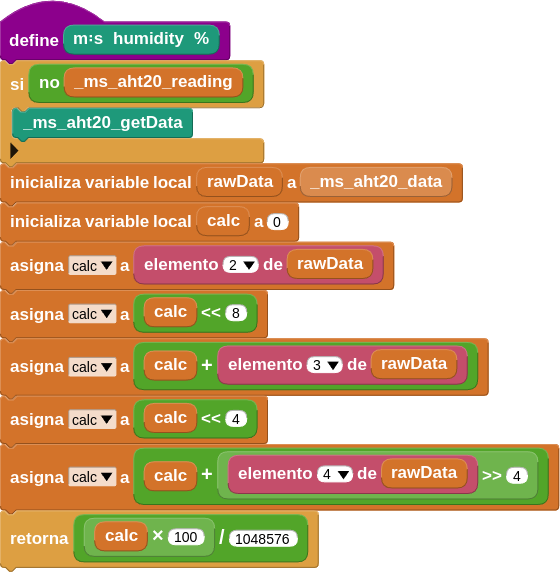 define m:s humidity %
si no _ms_aht20_reading
_ms_aht20_getData
inicializa variable local rawData a _ms_aht20_data
inicializa variable local calc a 0
asigna calc ▼ a elemento 2 ▼ de rawData
asigna calc ▼ a calc << 8
asigna calc ▼ a calc + elemento 3 ▼ de rawData
asigna calc ▼ a calc << 4
asigna calc ▼ a calc + elemento 4 ▼ de rawData >> 4
retorna calc × 100 / 1048576